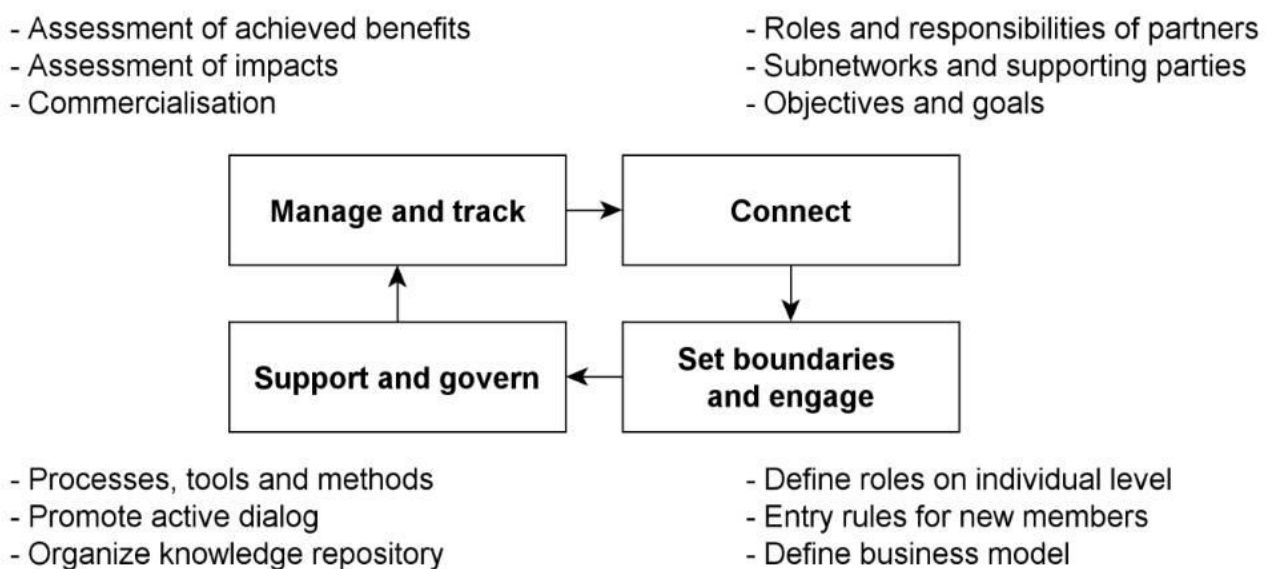 - Assessment of achieved benefits
- Assessment of impacts
- Commercialisation
- Roles and responsibilities of partners
- Subnetworks and supporting parties
- Objectives and goals
Manage and track
Connect
Support and govern
Set boundaries
and engage
- Processes, tools and methods
- Promote active dialog
- Organize knowledge repository
- Define roles on individual level
- Entry rules for new members
- Define business model